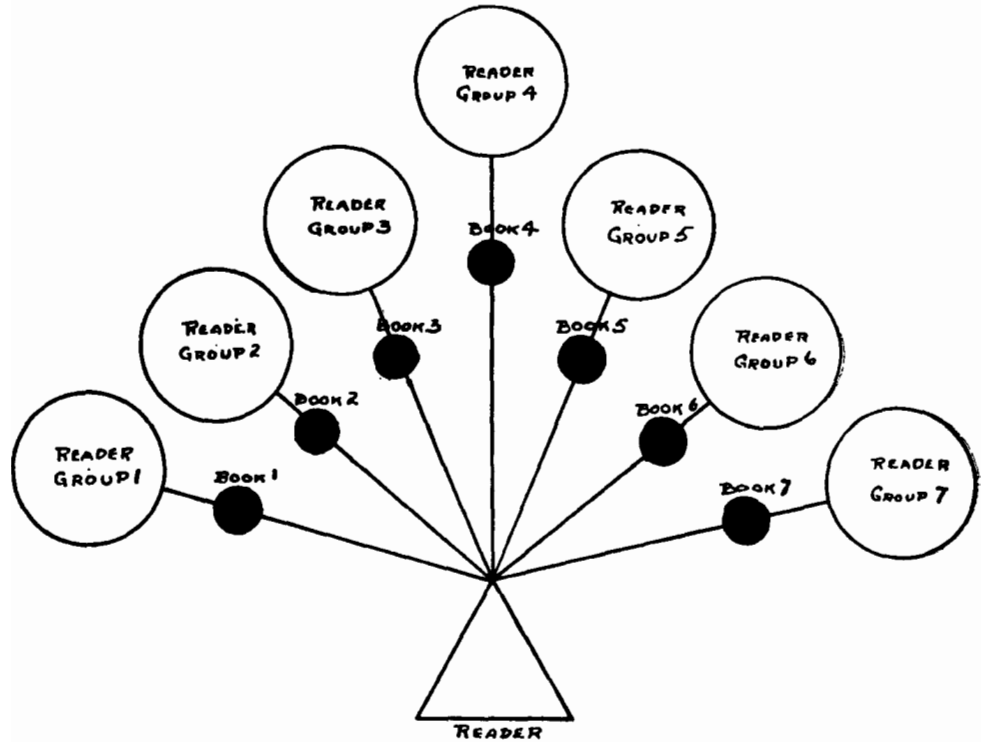 READER
GROUP 4
READER
GROUP 3
READER
GROUP 5
BOOK 4
READER
GROUP 2
BOOK 3
BOOK 5
READER
GROUP 6
BOOK 2
BOOK 6
READER
GROUP 1
READER
GROUP 7
BOOK 1
BOOK 7
READER